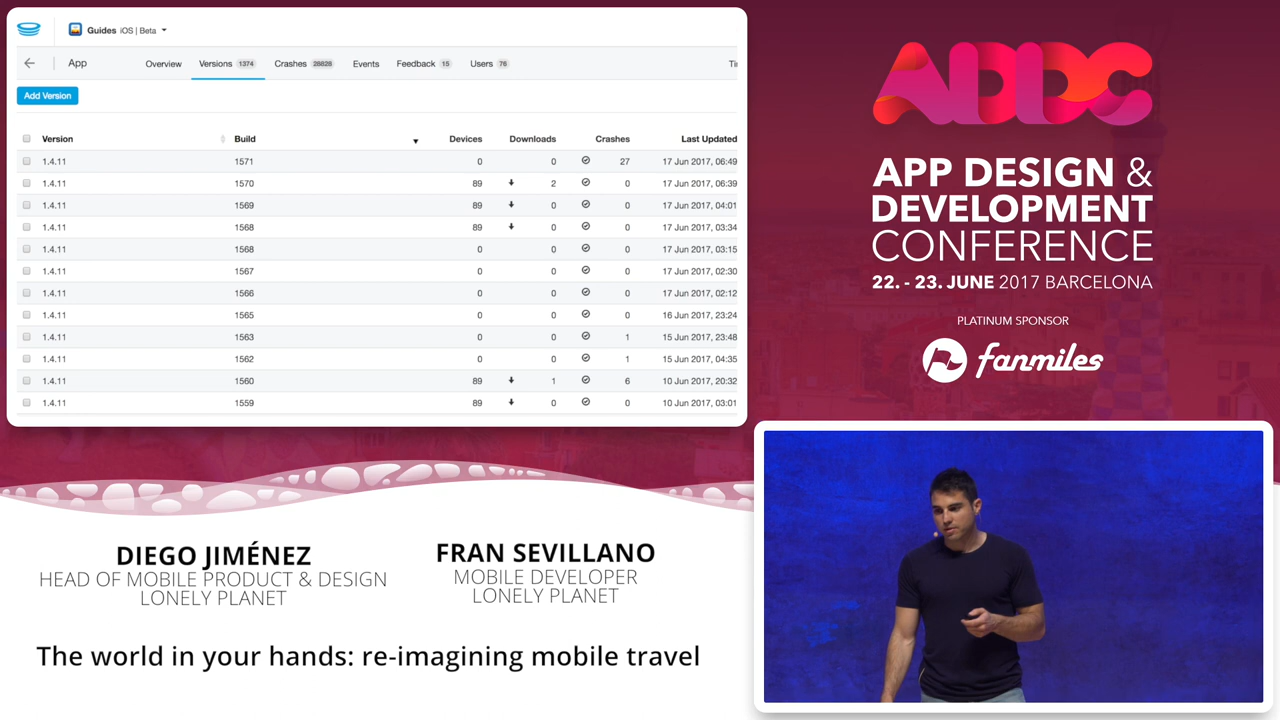 Guides iOS | Beta
App
Overview
Versions 1374
Crashes 28828
Events
Feedback 15
Users 76
Add Version
Version Build Devices Downloads Crashes Last Updated
1.4.11 1571 0 0 27 17 Jun 2017, 06:49
1.4.11 1570 89 2 0 17 Jun 2017, 06:39
1.4.11 1569 89 0 0 17 Jun 2017, 04:01
1.4.11 1568 89 0 0 17 Jun 2017, 03:34
1.4.11 1568 0 0 0 17 Jun 2017, 03:15
1.4.11 1567 0 0 0 17 Jun 2017, 02:30
1.4.11 1566 0 0 0 17 Jun 2017, 02:12
1.4.11 1565 0 0 0 16 Jun 2017, 23:24
1.4.11 1563 0 0 1 15 Jun 2017, 23:48
1.4.11 1562 0 0 1 15 Jun 2017, 04:35
1.4.11 1560 89 1 6 10 Jun 2017, 20:32
1.4.11 1559 89 0 0 10 Jun 2017, 03:01
ADDC
APP DESIGN &
DEVELOPMENT
CONFERENCE
22. - 23. JUNE 2017 BARCELONA
PLATINUM SPONSOR
fanmiles
DIEGO JIMÉNEZ
HEAD OF MOBILE PRODUCT & DESIGN
LONELY PLANET
FRAN SEVILLANO
MOBILE DEVELOPER
LONELY PLANET
The world in your hands: re-imagining mobile travel